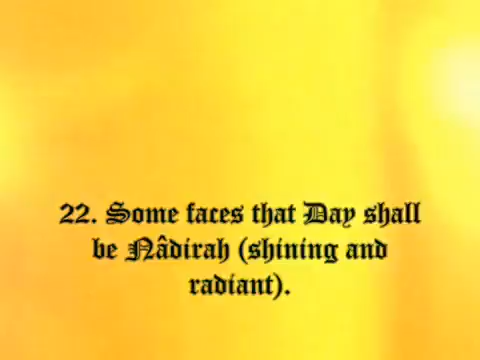 22. Some faces that Day shall
be Nâdirah (shining and
radiant).